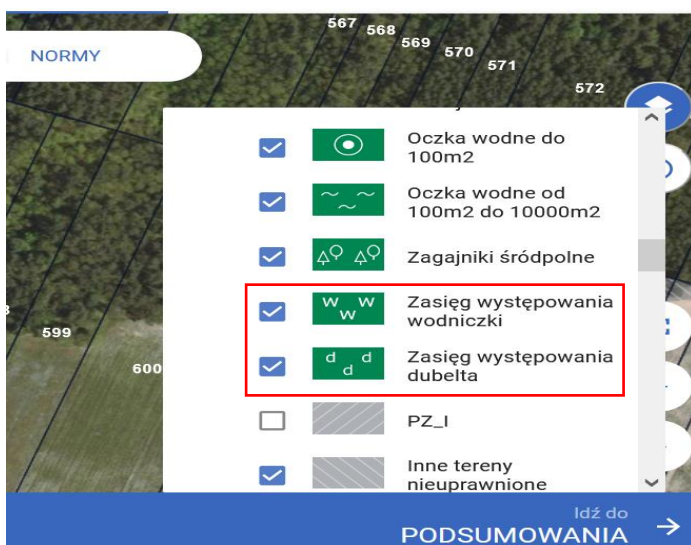 567
568
569
570
571
572
NORMY
Oczka wodne do
100m2
Oczka wodne od
100m2 do 10000m2
Zagajniki śródpolne
w w
w
Zasięg występowania
wodniczki
d d
d
Zasięg występowania
dubelta
PZ_I
Inne tereny
nieuprawnione
599
600
Idź do
PODSUMOWANIA